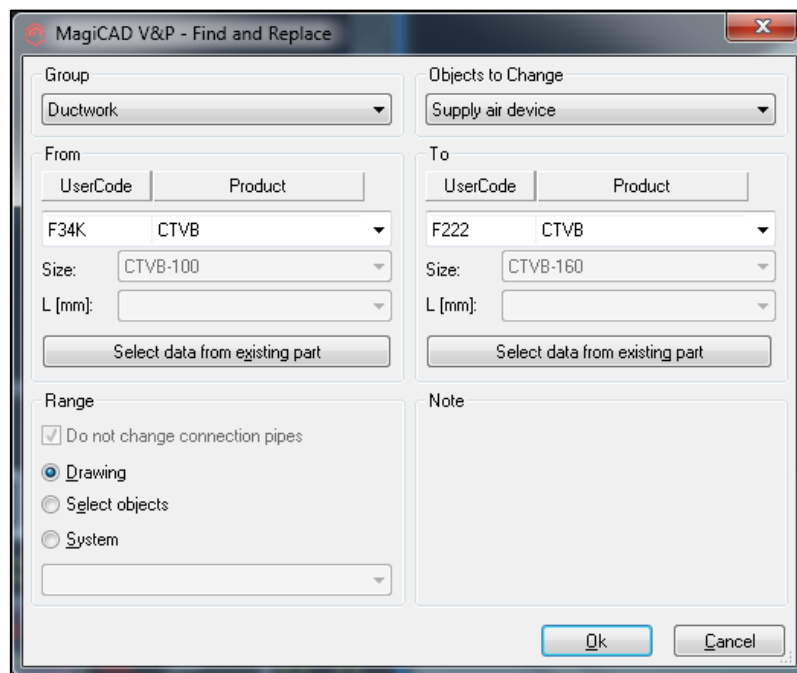 MagiCAD V&P - Find and Replace
Group
Ductwork
Objects to Change
Supply air device
From
UserCode Product
F34K CTVB
Size: CTVB-100
L [mm]:
Select data from existing part
To
UserCode Product
F222 CTVB
Size: CTVB-160
L [mm]:
Select data from existing part
Range
Do not change connection pipes
Drawing
Select objects
System
Note
Ok Cancel